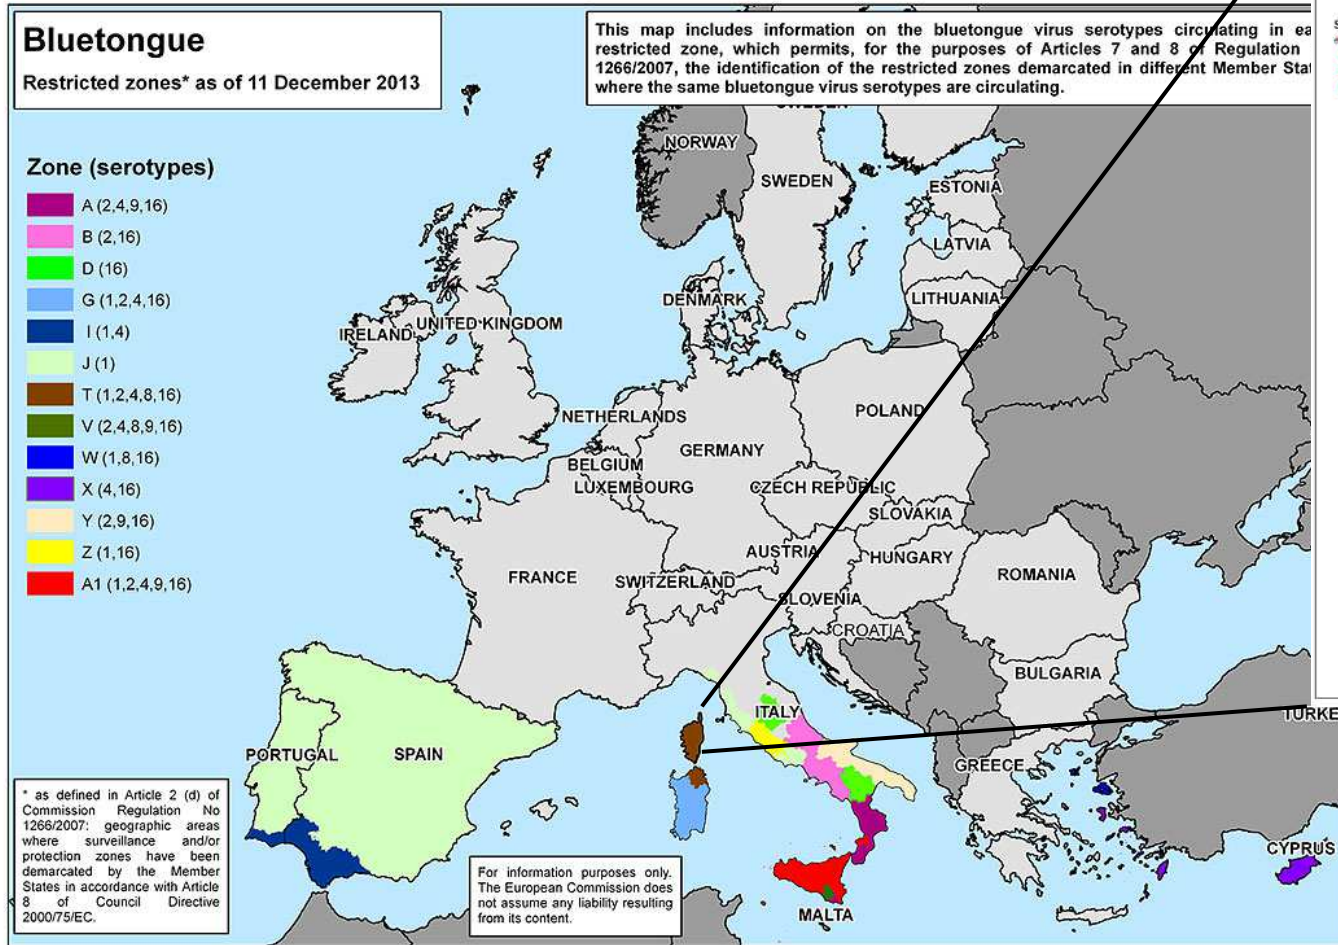 Bluetongue
Restricted zones* as of 11 December 2013
This map includes information on the bluetongue virus serotypes circulating in ea
restricted zone, which permits, for the purposes of Articles 7 and 8 of Regulation
1266/2007, the identification of the restricted zones demarcated in different Member Stat
where the same bluetongue virus serotypes are circulating.
Zone (serotypes)
A (2,4,9,16)
B (2,16)
D (16)
G (1,2,4,16)
I (1,4)
J (1)
T (1,2,4,8,16)
V (2,4,8,9,16)
W (1,8,16)
X (4,16)
Y (2,9,16)
Z (1,16)
A1 (1,2,4,9,16)
NORWAY
SWEDEN
ESTONIA
LATVIA
LITHUANIA
DENMARK
IRELAND
UNITED KINGDOM
NETHERLANDS
POLAND
GERMANY
BELGIUM
LUXEMBOURG
CZECH REPUBLIC
SLOVAKIA
AUSTRIA
HUNGARY
FRANCE
SWITZERLAND
ROMANIA
SLOVENIA
CROATIA
BULGARIA
ITALY
TURKE
PORTUGAL
SPAIN
GREECE
CYPRUS
MALTA
* as defined in Article 2 (d) of
Commission Regulation No
1266/2007: geographic areas
where surveillance and/or
protection zones have been
demarcated by the Member
States in accordance with Article
8 of Council Directive
2000/75/EC.
For information purposes only.
The European Commission does
not assume any liability resulting
from its content.